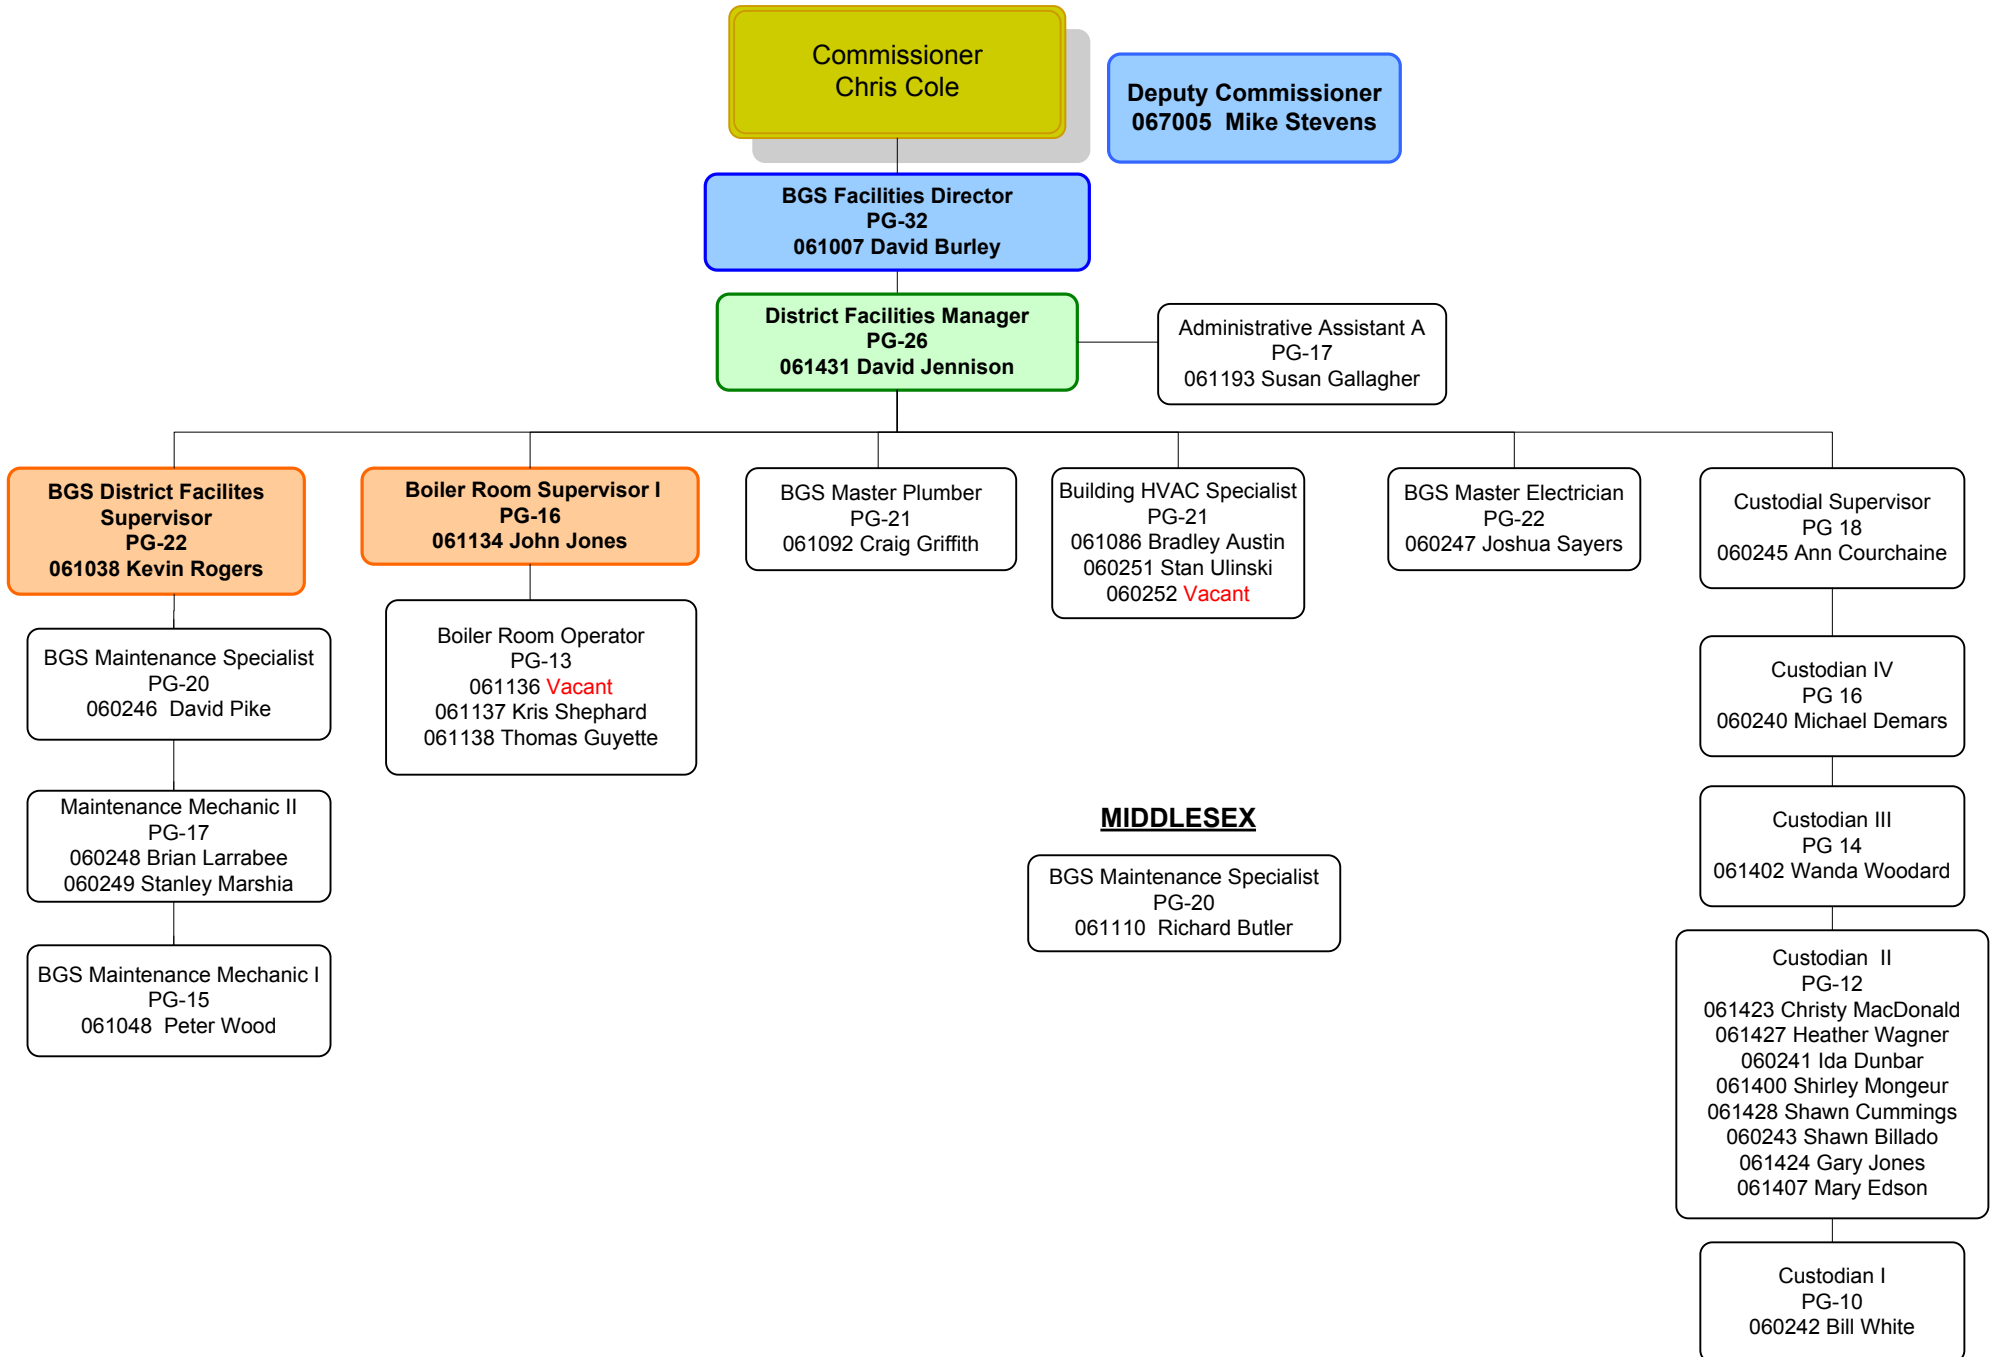 Commissioner
Chris Cole
Deputy Commissioner
067005  Mike Stevens
BGS Facilities Director
PG-32
061007 David Burley
District Facilities Manager
PG-26
061431 David Jennison
Administrative Assistant A
PG-17
061193 Susan Gallagher
BGS District Facilites
Supervisor
PG-22
061038 Kevin Rogers
Boiler Room Supervisor I
PG-16
061134 John Jones
BGS Master Plumber
PG-21
061092 Craig Griffith
Building HVAC Specialist
PG-21
061086 Bradley Austin
060251 Stan Ulinski
060252 Vacant
BGS Master Electrician
PG-22
060247 Joshua Sayers
Custodial Supervisor
PG 18
060245 Ann Courchaine
BGS Maintenance Specialist
PG-20
060246  David Pike
Boiler Room Operator
PG-13
061136 Vacant
061137 Kris Shephard
061138 Thomas Guyette
Custodian IV
PG 16
060240 Michael Demars
Maintenance Mechanic II
PG-17
060248 Brian Larrabee
060249 Stanley Marshia
MIDDLESEX
BGS Maintenance Specialist
PG-20
061110  Richard Butler
Custodian III
PG 14
061402 Wanda Woodard
BGS Maintenance Mechanic I
PG-15
061048  Peter Wood
Custodian  II
PG-12
061423 Christy MacDonald
061427 Heather Wagner
060241 Ida Dunbar
061400 Shirley Mongeur
061428 Shawn Cummings
060243 Shawn Billado
061424 Gary Jones
061407 Mary Edson
Custodian I
PG-10
060242 Bill White